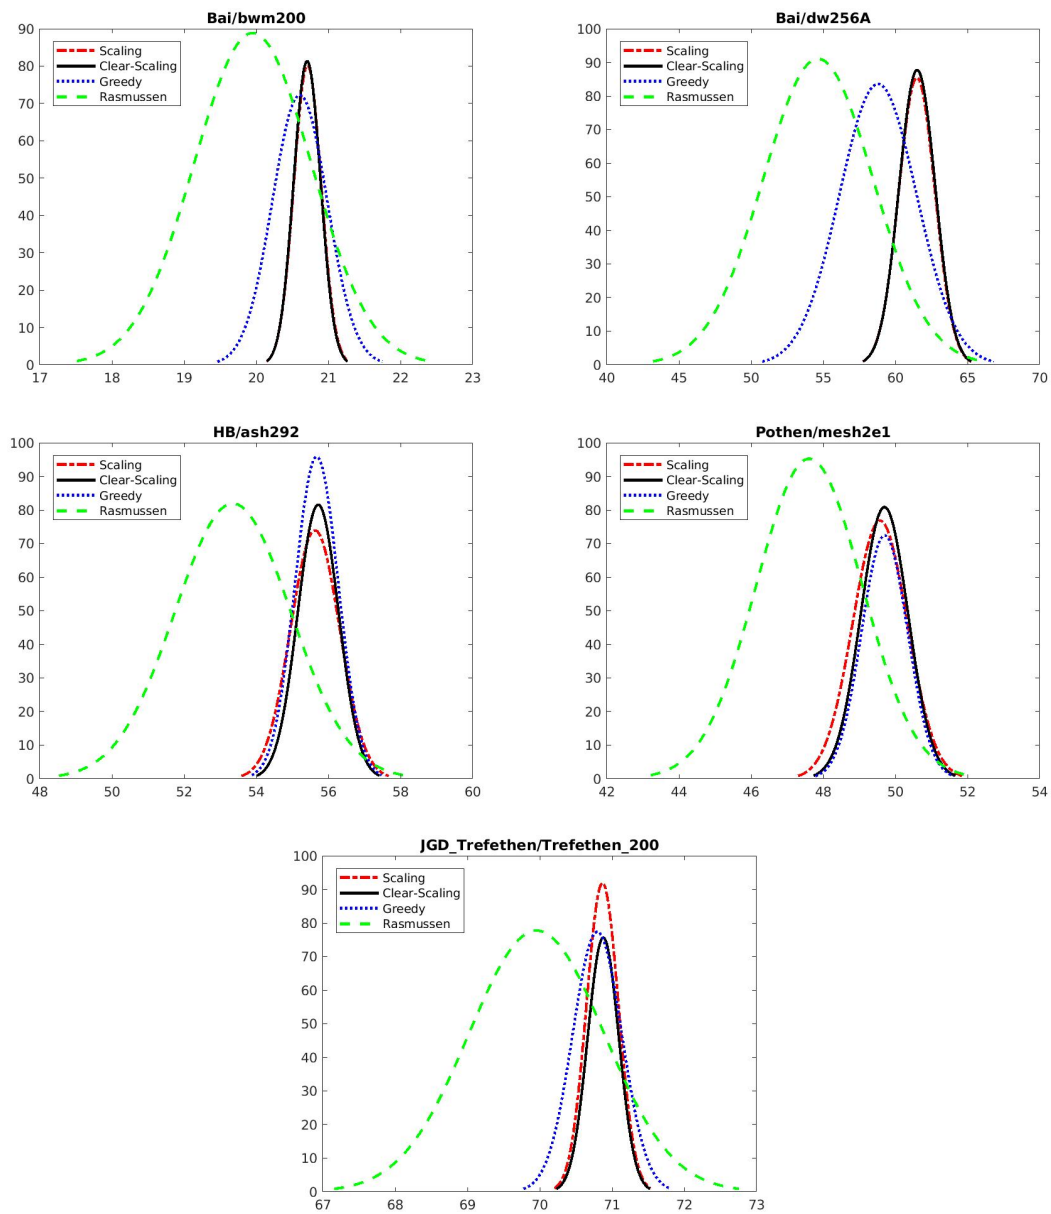 Bai/bwm200
90
80
70
60
50
40
30
20
10
0
17 18 19 20 21 22 23
Scaling
Clear-Scaling
Greedy
Rasmussen
Bai/dw256A
100
90
80
70
60
50
40
30
20
10
0
40 45 50 55 60 65 70
Scaling
Clear-Scaling
Greedy
Rasmussen
HB/ash292
100
90
80
70
60
50
40
30
20
10
0
48 50 52 54 56 58 60
Scaling
Clear-Scaling
Greedy
Rasmussen
Pothen/mesh2e1
100
90
80
70
60
50
40
30
20
10
0
42 44 46 48 50 52 54
Scaling
Clear-Scaling
Greedy
Rasmussen
JGD_Trefethen/Trefethen_200
100
90
80
70
60
50
40
30
20
10
0
67 68 69 70 71 72 73
Scaling
Clear-Scaling
Greedy
Rasmussen